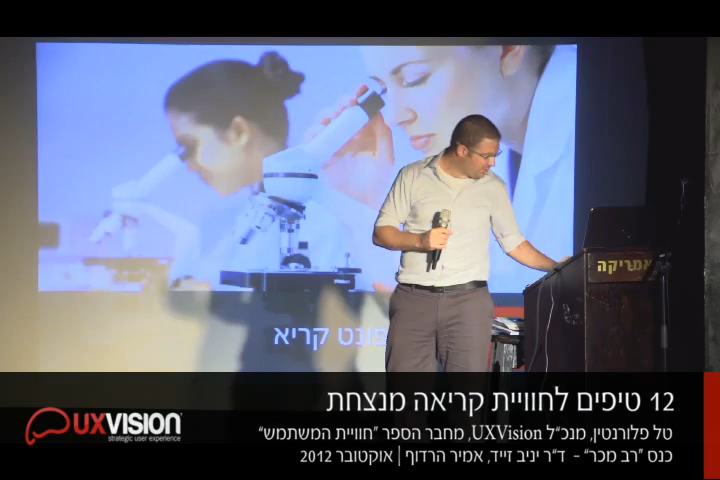 אמריקה
פונט קריא
12 טיפים לחוויית קריאה מנצחת
טל פלורנטין, מנכ״ל UXVision, מחבר הספר ״חוויית המשתמש״
כנס ״רב מכר״ - ד״ר יניב זייד, אמיר הרדוף | אוקטובר 2012
UXVISION
strategic user experience